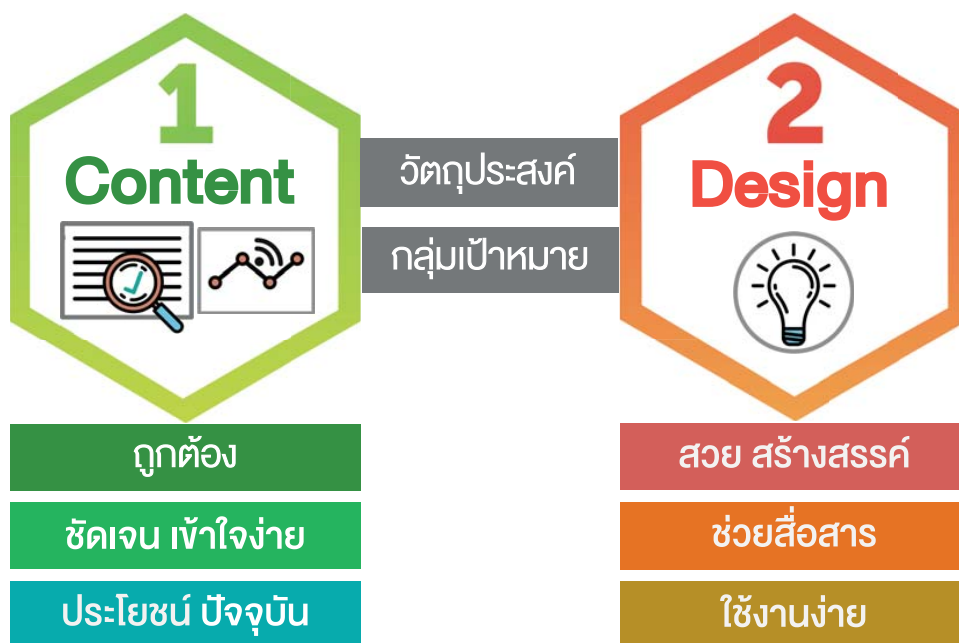 1
Content
วัตถุประสงค์
กลุ่มเป้าหมาย
2
Design
ถูกต้อง
ชัดเจน เข้าใจง่าย
ประโยชน์ ปัจจุบัน
สวย สร้างสรรค์
ช่วยสื่อสาร
ใช้งานง่าย